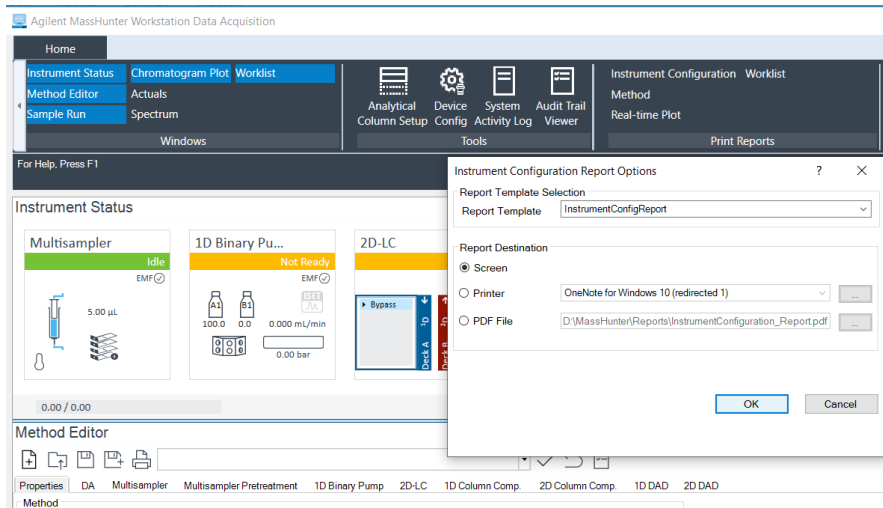 Agilent MassHunter Workstation Data Acquisition
Home
Instrument Status Chromatogram Plot Worklist
Method Editor Actuals
Sample Run Spectrum
Windows
Analytical Column Setup
Device Config
System Activity Log
Audit Trail Viewer
Tools
Instrument Configuration Worklist
Method
Real-time Plot
Print Reports
For Help, Press F1
Instrument Status
Multisampler
Idle
EMF
5.00 µL
1D Binary Pu...
Not Ready
EMF
A1 B1
100.0 0.0 0.000 mL/min
0.00 bar
2D-LC
Bypass
Deck A ¹D
Deck B
0.00 / 0.00
Instrument Configuration Report Options ? X
Report Template Selection
Report Template InstrumentConfigReport
Report Destination
Screen
Printer OneNote for Windows 10 (redirected 1) ...
PDF File D:\MassHunter\Reports\InstrumentConfiguration_Report.pdf ...
OK Cancel
Method Editor
Properties DA Multisampler Multisampler Pretreatment 1D Binary Pump 2D-LC 1D Column Comp. 2D Column Comp. 1D DAD 2D DAD
Method